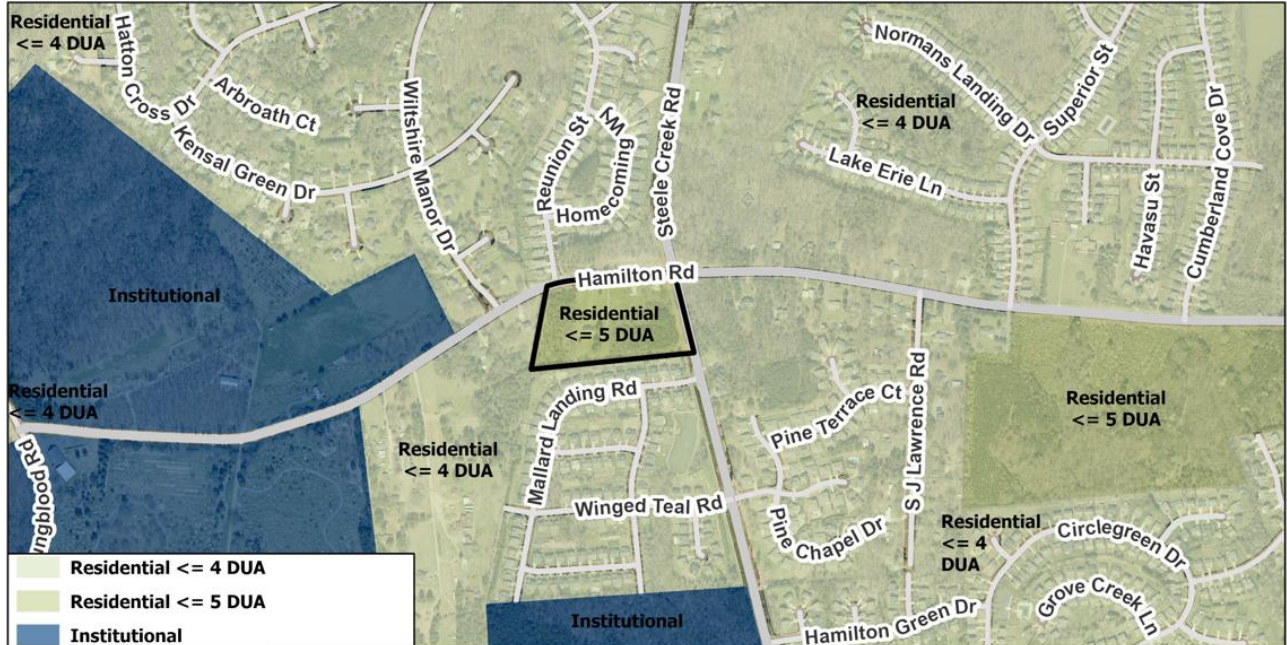 Residential
<= 4 DUA
Hatton Cross Dr
Arbroath Ct
Kensal Green Dr
Wiltshire Manor Dr
Reunion St
Homecoming Wy
Steele Creek Rd
Normans Landing Dr
Superior St
Residential
<= 4 DUA
Lake Erie Ln
Havasu St
Cumberland Cove Dr
Institutional
Hamilton Rd
Residential
<= 5 DUA
Residential
<= 4 DUA
ungblood Rd
Residential
<= 4 DUA
Mallard Landing Rd
Winged Teal Rd
Pine Terrace Ct
Pine Chapel Dr
S J Lawrence Rd
Residential
<= 5 DUA
Residential
<= 4
DUA
Circlegreen Dr
Grove Creek Ln
Hamilton Green Dr
Institutional
Residential <= 4 DUA
Residential <= 5 DUA
Institutional